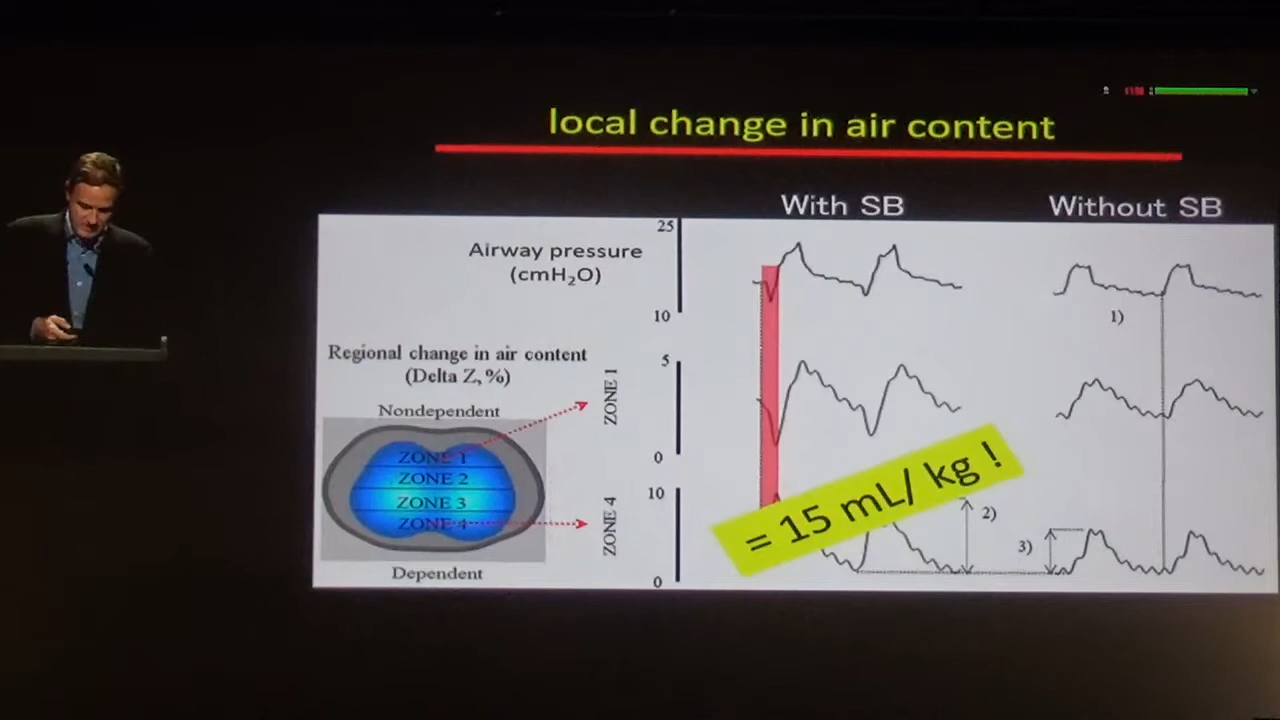 local change in air content
With SB
Without SB
25
Airway pressure
(cmH₂O)
10
1)
Regional change in air content
(Delta Z, %)
5
ZONE 1
0
Nondependent
ZONE 1
ZONE 2
ZONE 3
ZONE 4
Dependent
10
ZONE 4
0
= 15 mL/ kg !
2)
3)